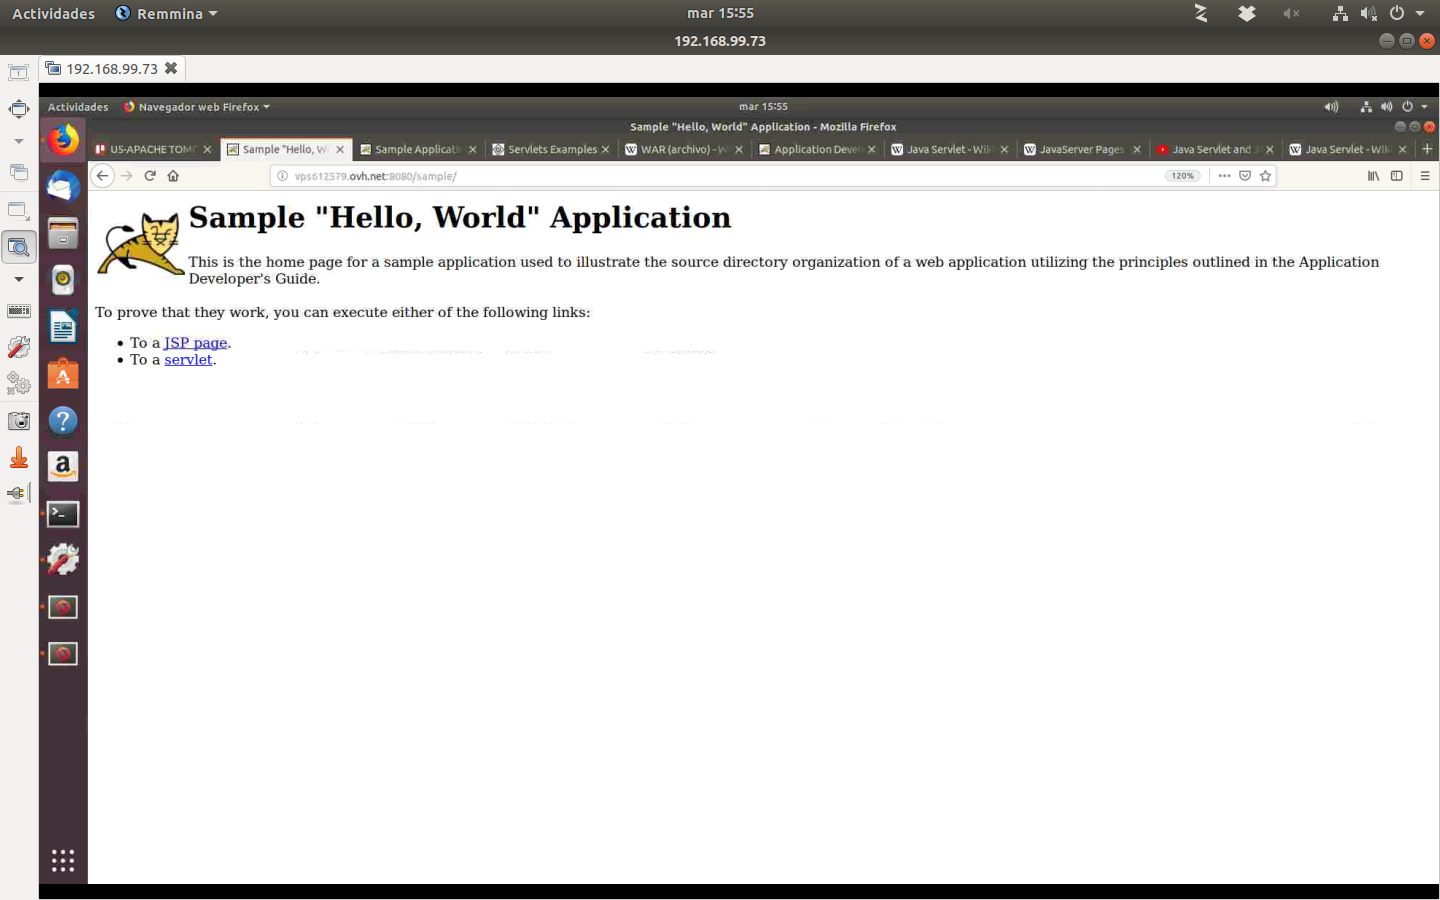 Actividades Remmina mar 15:55
192.168.99.73
192.168.99.73
Actividades Navegador web Firefox mar 15:55
Sample "Hello, World" Application - Mozilla Firefox
US-APACHE TOM Sample "Hello, W Sample Applicati Servlets Examples WAR (archivo) - W Application Devel Java Servlet - Wiki JavaServer Pages Java Servlet and J Java Servlet - Wiki
vps612579.ovh.net:8080/sample/ 120%
Sample "Hello, World" Application
This is the home page for a sample application used to illustrate the source directory organization of a web application utilizing the principles outlined in the Application
Developer's Guide.
To prove that they work, you can execute either of the following links:
• To a JSP page.
• To a servlet.